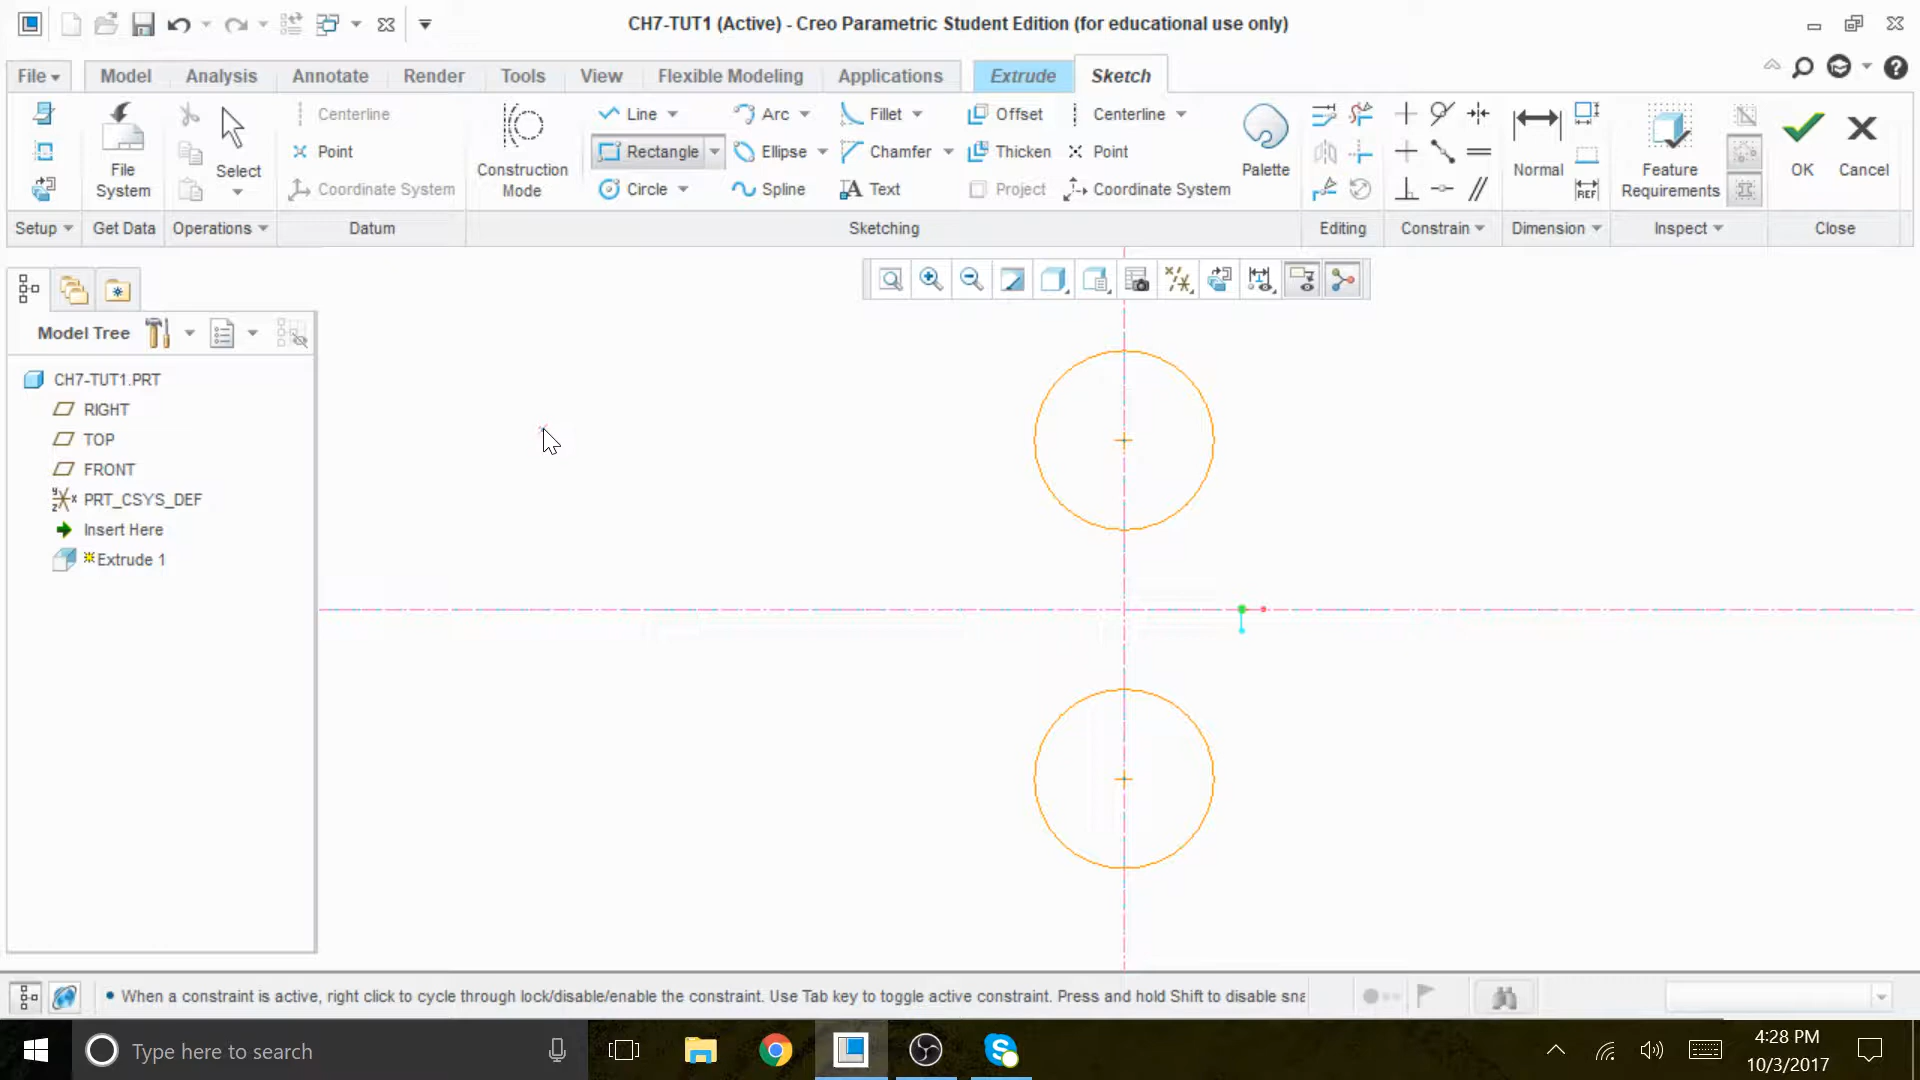 CH7-TUT1 (Active) - Creo Parametric Student Edition (for educational use only)
File Model Analysis Annotate Render Tools View Flexible Modeling Applications Extrude Sketch
Centerline Line Arc Fillet Offset Centerline
Point Rectangle Ellipse Chamfer Thicken Point
Coordinate System Circle Spline Text Project Coordinate System
File System
Select
Construction Mode
Palette
Normal
REF
Feature Requirements
OK
Cancel
Setup Get Data Operations Datum Sketching Editing Constrain Dimension Inspect Close
Model Tree
CH7-TUT1.PRT
RIGHT
TOP
FRONT
PRT_CSYS_DEF
Insert Here
Extrude 1
• When a constraint is active, right click to cycle through lock/disable/enable the constraint. Use Tab key to toggle active constraint. Press and hold Shift to disable sna
Type here to search
4:28 PM
10/3/2017